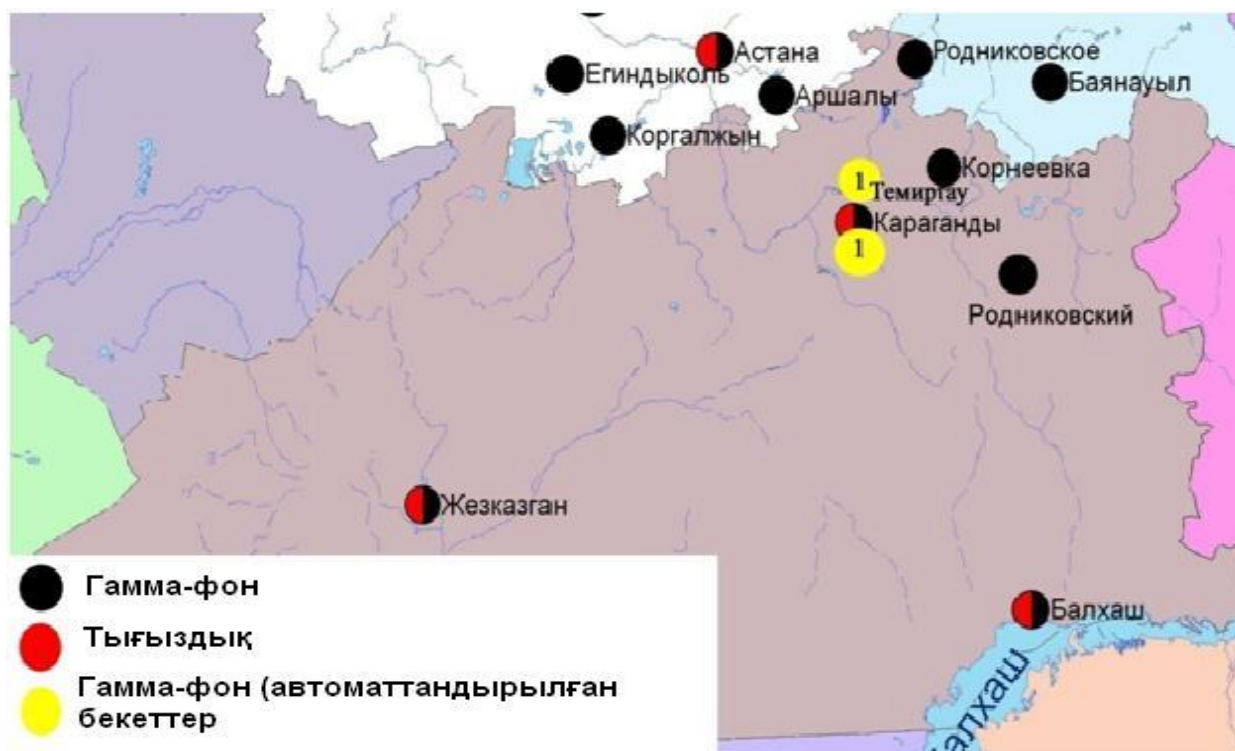 Астана
Родниковское
Егиндыколь
Баянауыл
Аршалы
Коргалжын
Корнеевка
1
Темиртау
Караганды
1
Родниковский
Жезказган
Гамма-фон
Балхаш
Тығыздық
Гамма-фон (автоматтандырылған
бекеттер